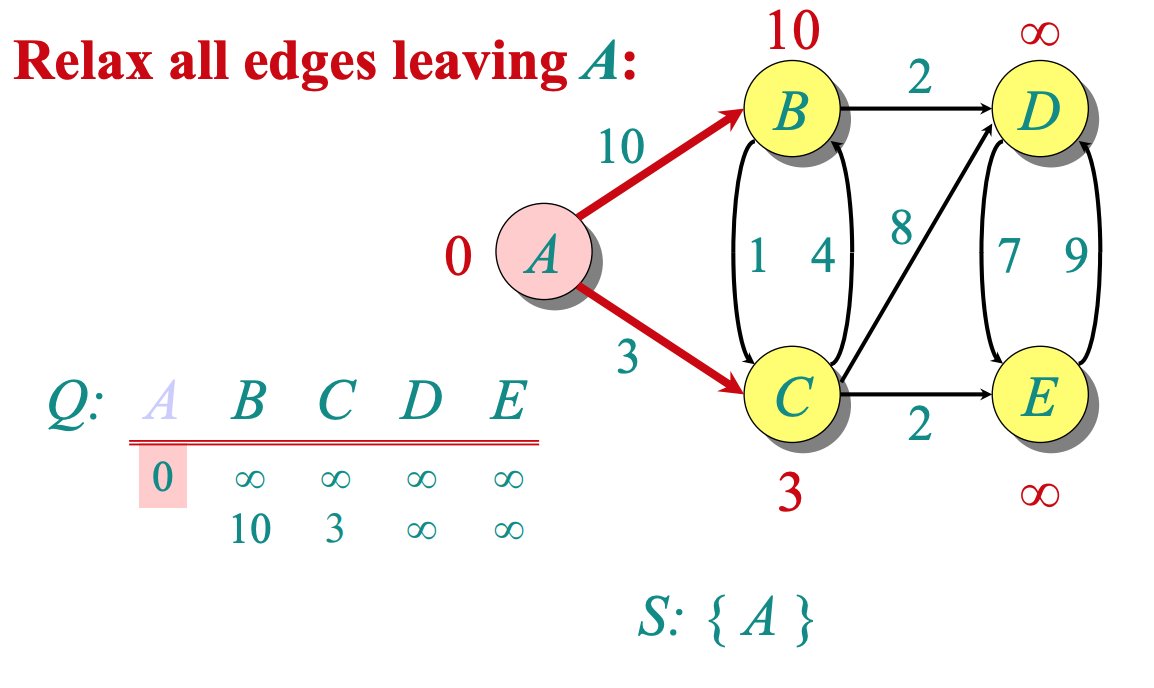 Relax all edges leaving A:
10 ∞
B 2 D
10
0 A 1 4 8 7 9
3
C 2 E
3 ∞
Q: A B C D E
0 ∞ ∞ ∞ ∞
10 3 ∞ ∞
S: { A }